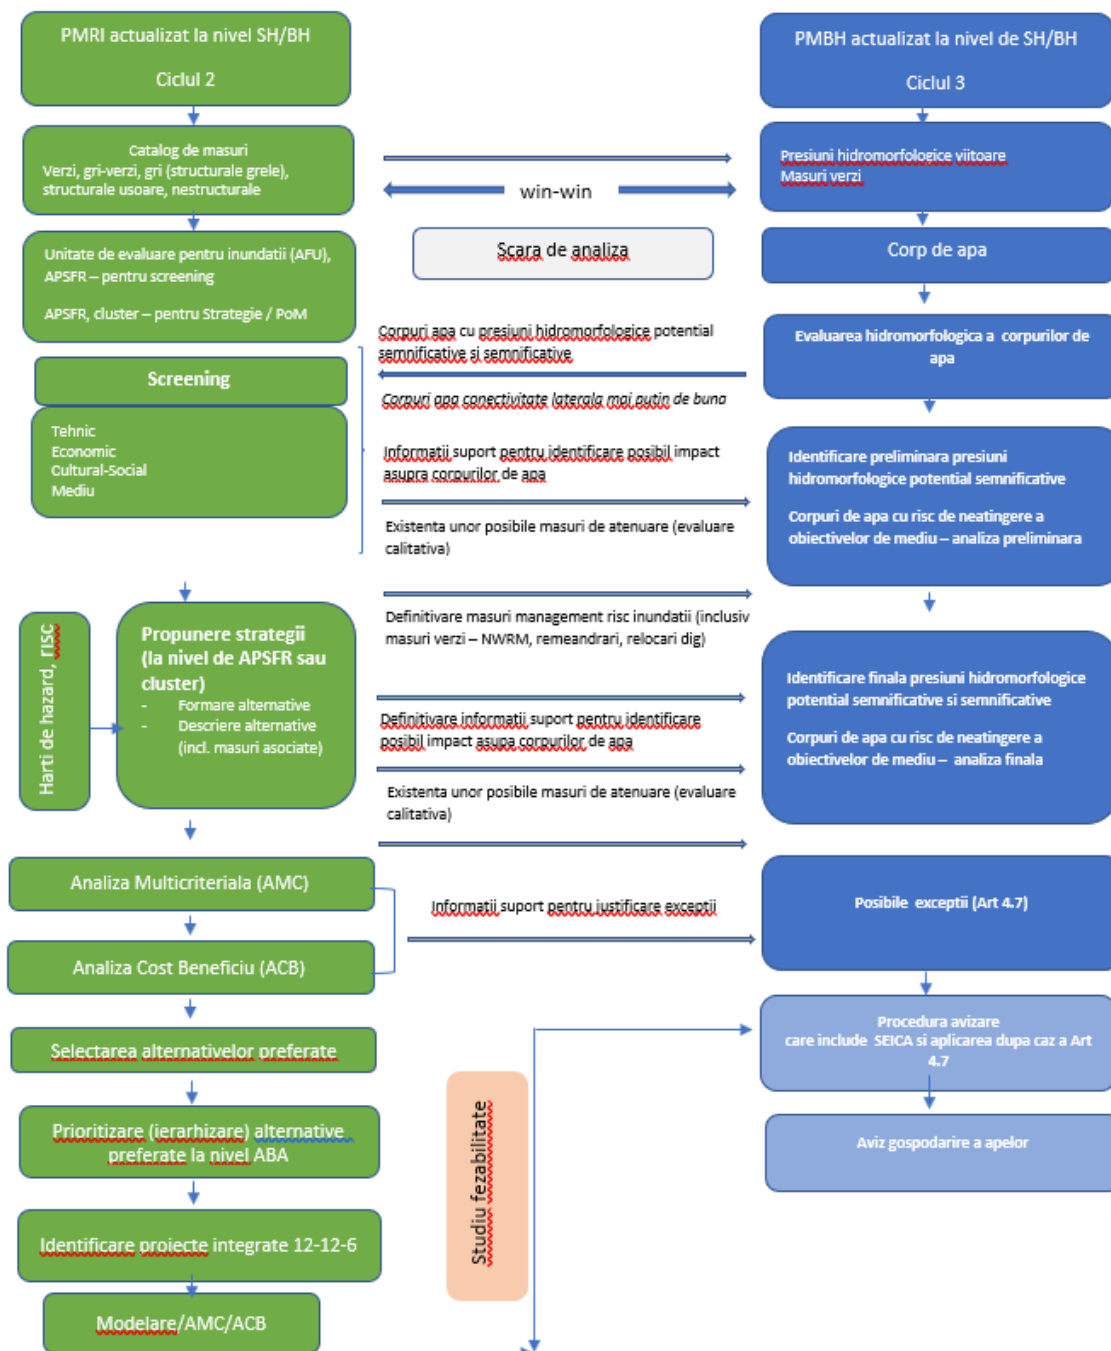 PMRI actualizat la nivel SH/BH
Ciclul 2
Catalog de masuri
Verzi, gri-verzi, gri (structurale grele),
structurale usoare, nestructurale
Unitate de evaluare pentru inundatii (AFU),
APSFR – pentru screening
APSFR, cluster – pentru Strategie / PoM
Screening
Tehnic
Economic
Cultural-Social
Mediu
Harti de hazard, risc
Propunere strategii
(la nivel de APSFR sau
cluster)
- Formare alternative
- Descriere alternative
(incl. masuri asociate)
Analiza Multicriteriala (AMC)
Analiza Cost Beneficiu (ACB)
Selectarea alternativelor preferate
Prioritizare (ierarhizare) alternative
preferate la nivel ABA
Identificare proiecte integrate 12-12-6
Modelare/AMC/ACB
win-win
Scara de analiza
Corpuri apa cu presiuni hidromorfologice potential
semnificative si semnificative
Corpuri apa conectivitate laterala mai putin de buna
Informatii suport pentru identificare posibil impact
asupra corpurilor de apa
Existenta unor posibile masuri de atenuare (evaluare
calitativa)
Definitivare masuri management risc inundatii (inclusiv
masuri verzi – NWRM, remeandrari, relocari dig)
Definitivare informatii suport pentru identificare
posibil impact asupa corpurilor de apa
Existenta unor posibile masuri de atenuare (evaluare
calitativa)
Informatii suport pentru justificare exceptii
Studiu fezabilitate
PMBH actualizat la nivel de SH/BH
Ciclul 3
Presiuni hidromorfologice viitoare
Masuri verzi
Corp de apa
Evaluarea hidromorfologica a corpurilor de
apa
Identificare preliminara presiuni
hidromorfologice potential semnificative
Corpuri de apa cu risc de neatingere a
obiectivelor de mediu – analiza preliminara
Identificare finala presiuni hidromorfologice
potential semnificative si semnificative
Corpuri de apa cu risc de neatingere a
obiectivelor de mediu – analiza finala
Posibile exceptii (Art 4.7)
Procedura avizare
care include SEICA si aplicarea dupa caz a Art
4.7
Aviz gospodarire a apelor